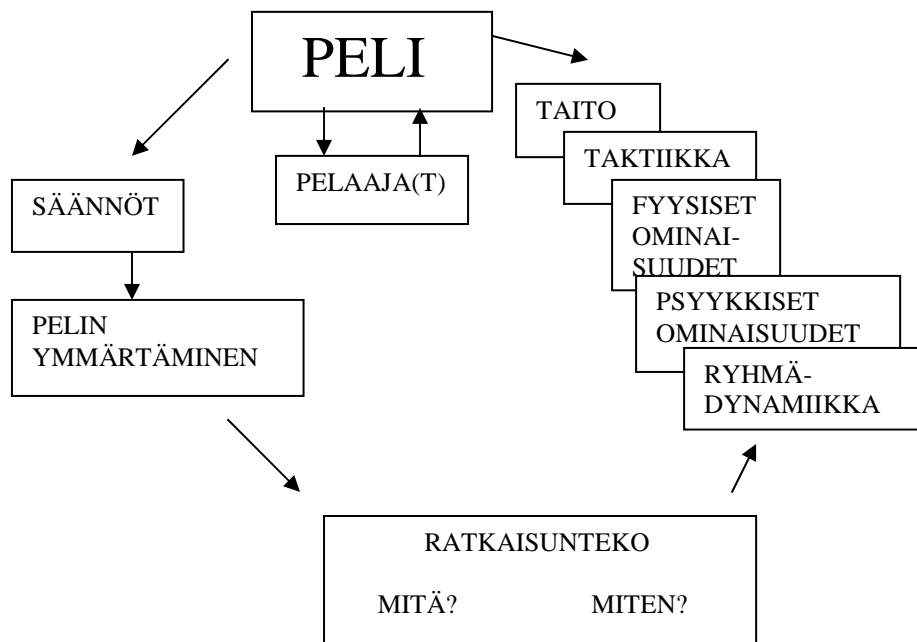 PELI
TAITO
TAKTIIKKA
PELAAJA(T)
SÄÄNNÖT
FYYSISET
OMINAI-
SUUDET
PSYYKKISET
OMINAISUUDET
PELIN
YMMÄRTÄMINEN
RYHMÄ-
DYNAMIIKKA
RATKAISUNTEKO
MITÄ? MITEN?